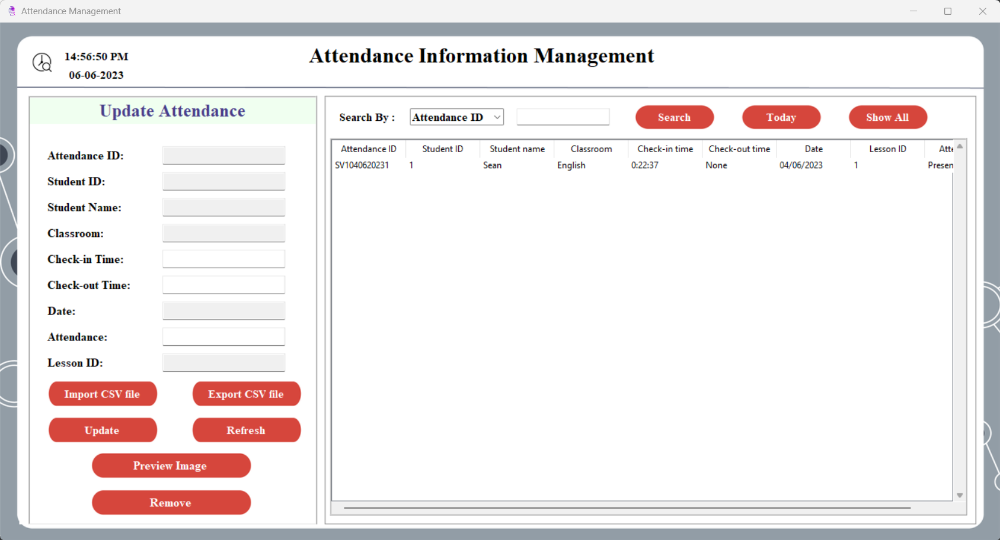 Attendance Management
14:56:50 PM
06-06-2023
Attendance Information Management
Update Attendance
Attendance ID:
Student ID:
Student Name:
Classroom:
Check-in Time:
Check-out Time:
Date:
Attendance:
Lesson ID:
Import CSV file Export CSV file
Update Refresh
Preview Image
Remove
Search By : Attendance ID Search Today Show All
Attendance ID Student ID Student name Classroom Check-in time Check-out time Date Lesson ID Atte
SV1040620231 1 Sean English 0:22:37 None 04/06/2023 1 Presen